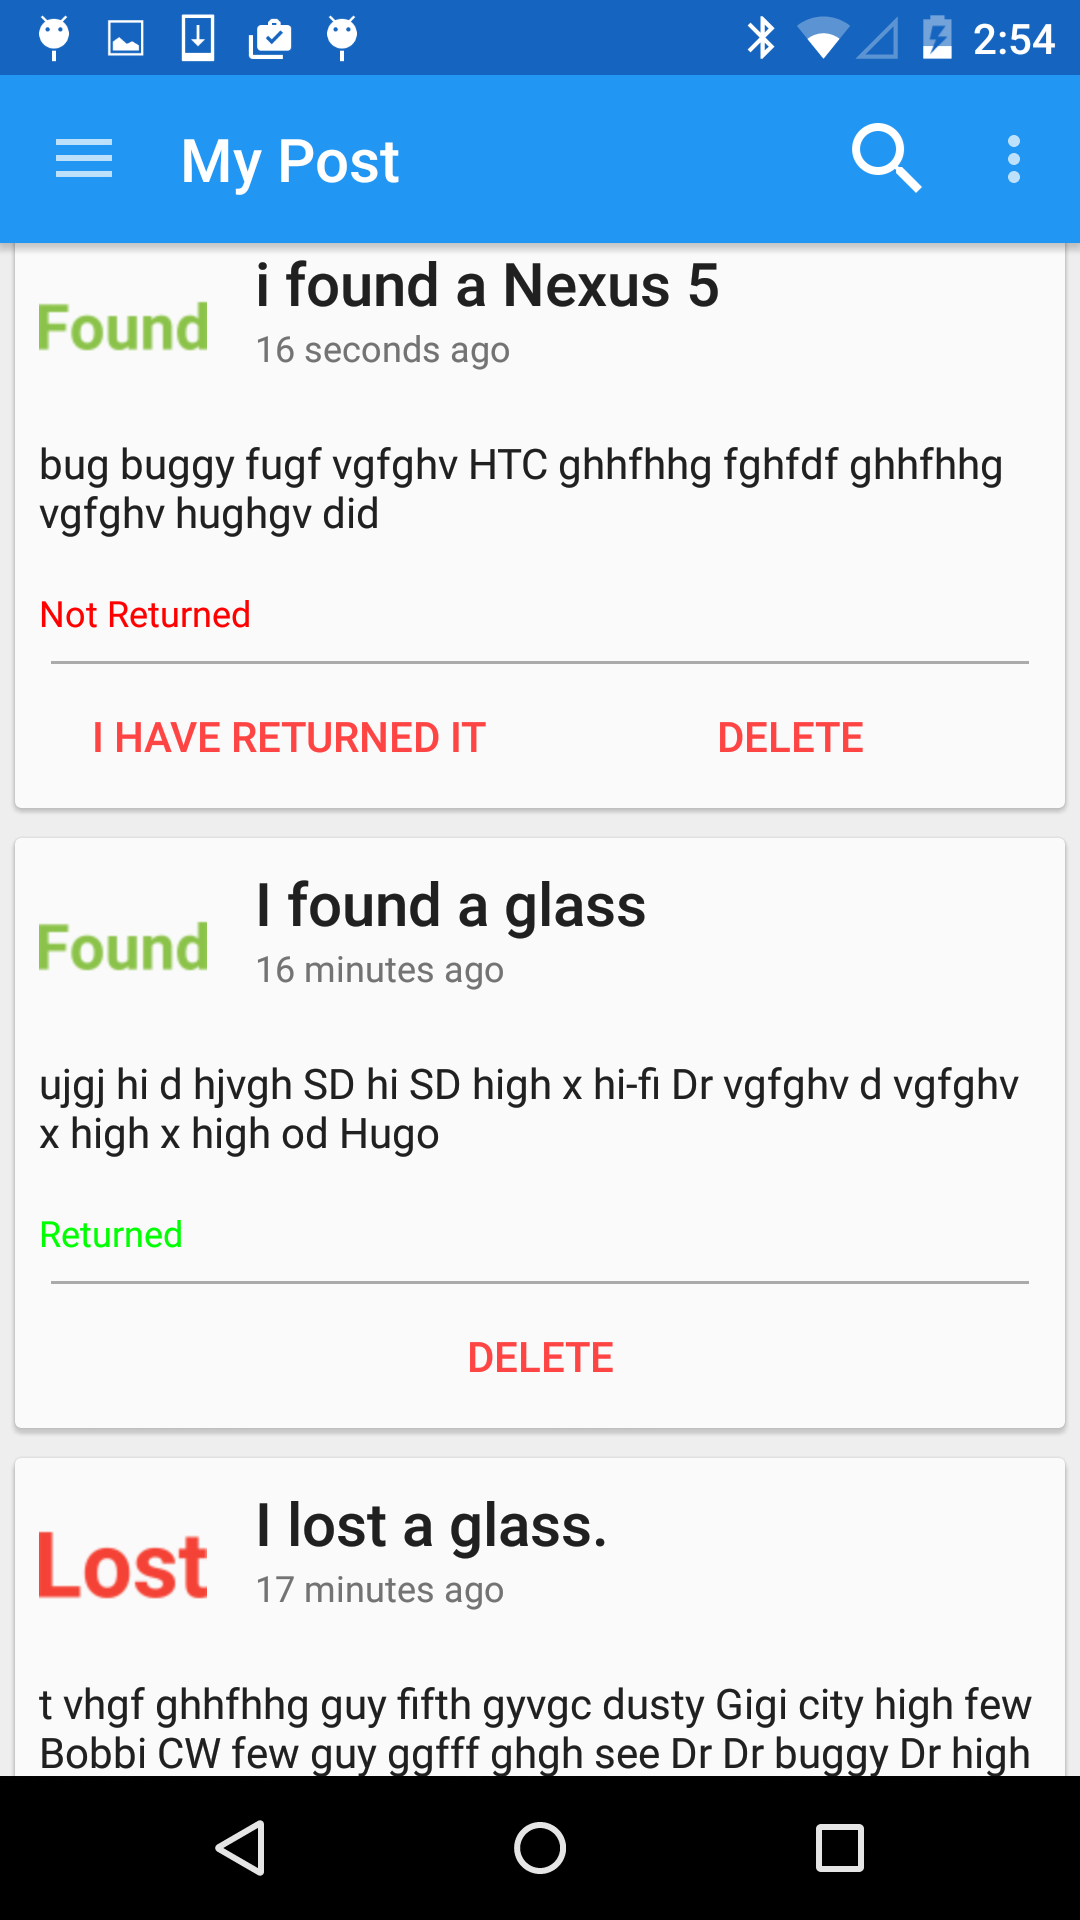 2:54
My Post
Found
i found a Nexus 5
16 seconds ago
bug buggy fugf vgfghv HTC ghhfhhg fghfdf ghhfhhg
vgfghv hughgv did
Not Returned
I HAVE RETURNED IT
DELETE
Found
I found a glass
16 minutes ago
ujgj hi d hjvgh SD hi SD high x hi-fi Dr vgfghv d vgfghv
x high x high od Hugo
Returned
DELETE
Lost
I lost a glass.
17 minutes ago
t vhgf ghhfhhg guy fifth gyvgc dusty Gigi city high few
Bobbi CW few guy ggfff ghgh see Dr Dr buggy Dr high